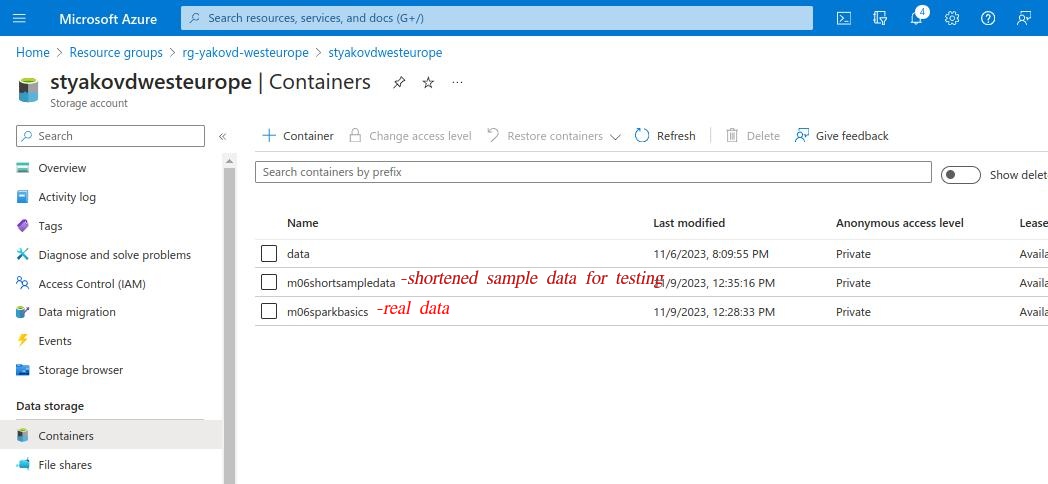 Microsoft Azure
Search resources, services, and docs (G+/)
4
Home > Resource groups > rg-yakovd-westeurope > styakovdwesteurope
styakovdwesteurope | Containers
Storage account
Search
Container
Change access level
Restore containers
Refresh
Delete
Give feedback
Search containers by prefix
Show delet
Overview
Activity log
Tags
Diagnose and solve problems
Access Control (IAM)
Data migration
Events
Storage browser
Data storage
Containers
File shares
Name Last modified Anonymous access level Lease
data 11/6/2023, 8:09:55 PM Private Availa
m06shortsampledata -shortened sample data for testing 11/9/2023, 12:35:16 PM Private Availa
m06sparkbasics -real data 11/9/2023, 12:28:33 PM Private Availa